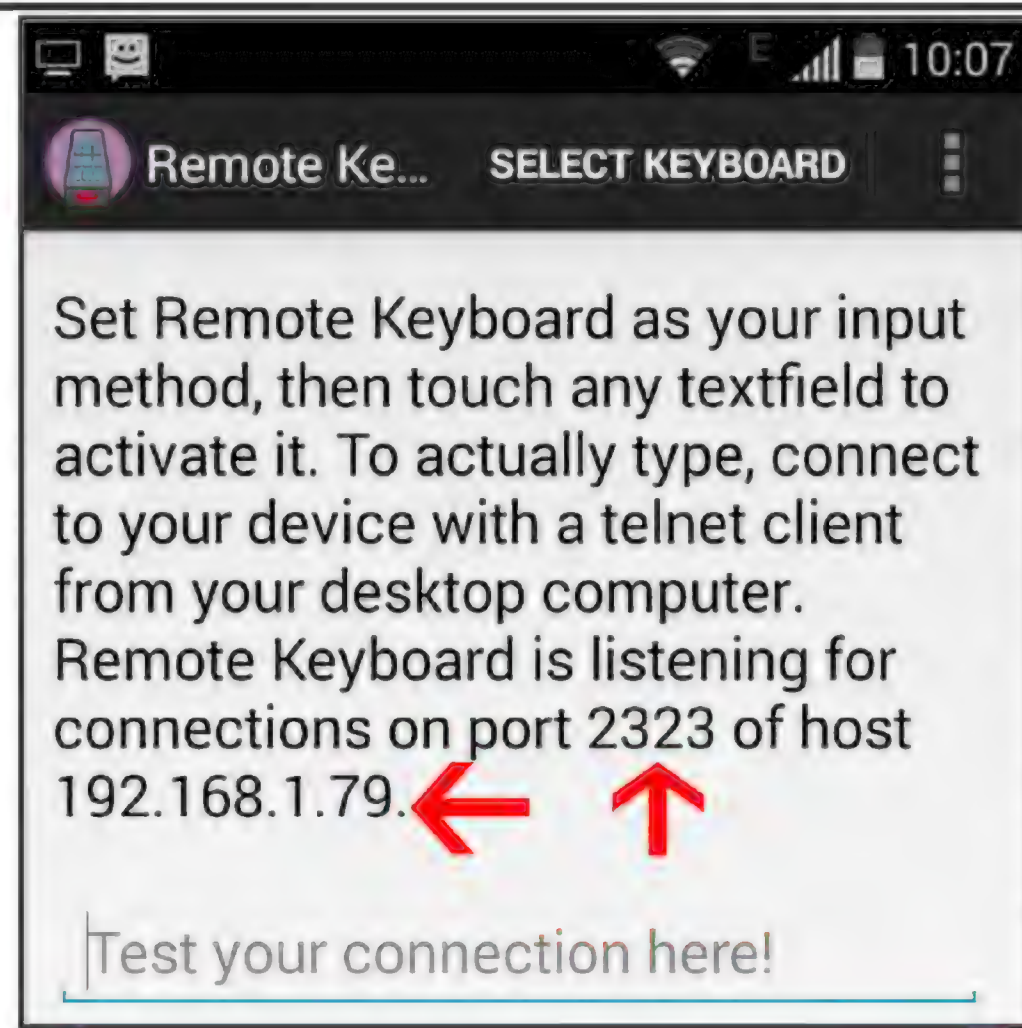 E 10:07
Remote Ke... SELECT KEYBOARD
Set Remote Keyboard as your input
method, then touch any textfield to
activate it. To actually type, connect
to your device with a telnet client
from your desktop computer.
Remote Keyboard is listening for
connections on port 2323 of host
192.168.1.79.
Test your connection here!